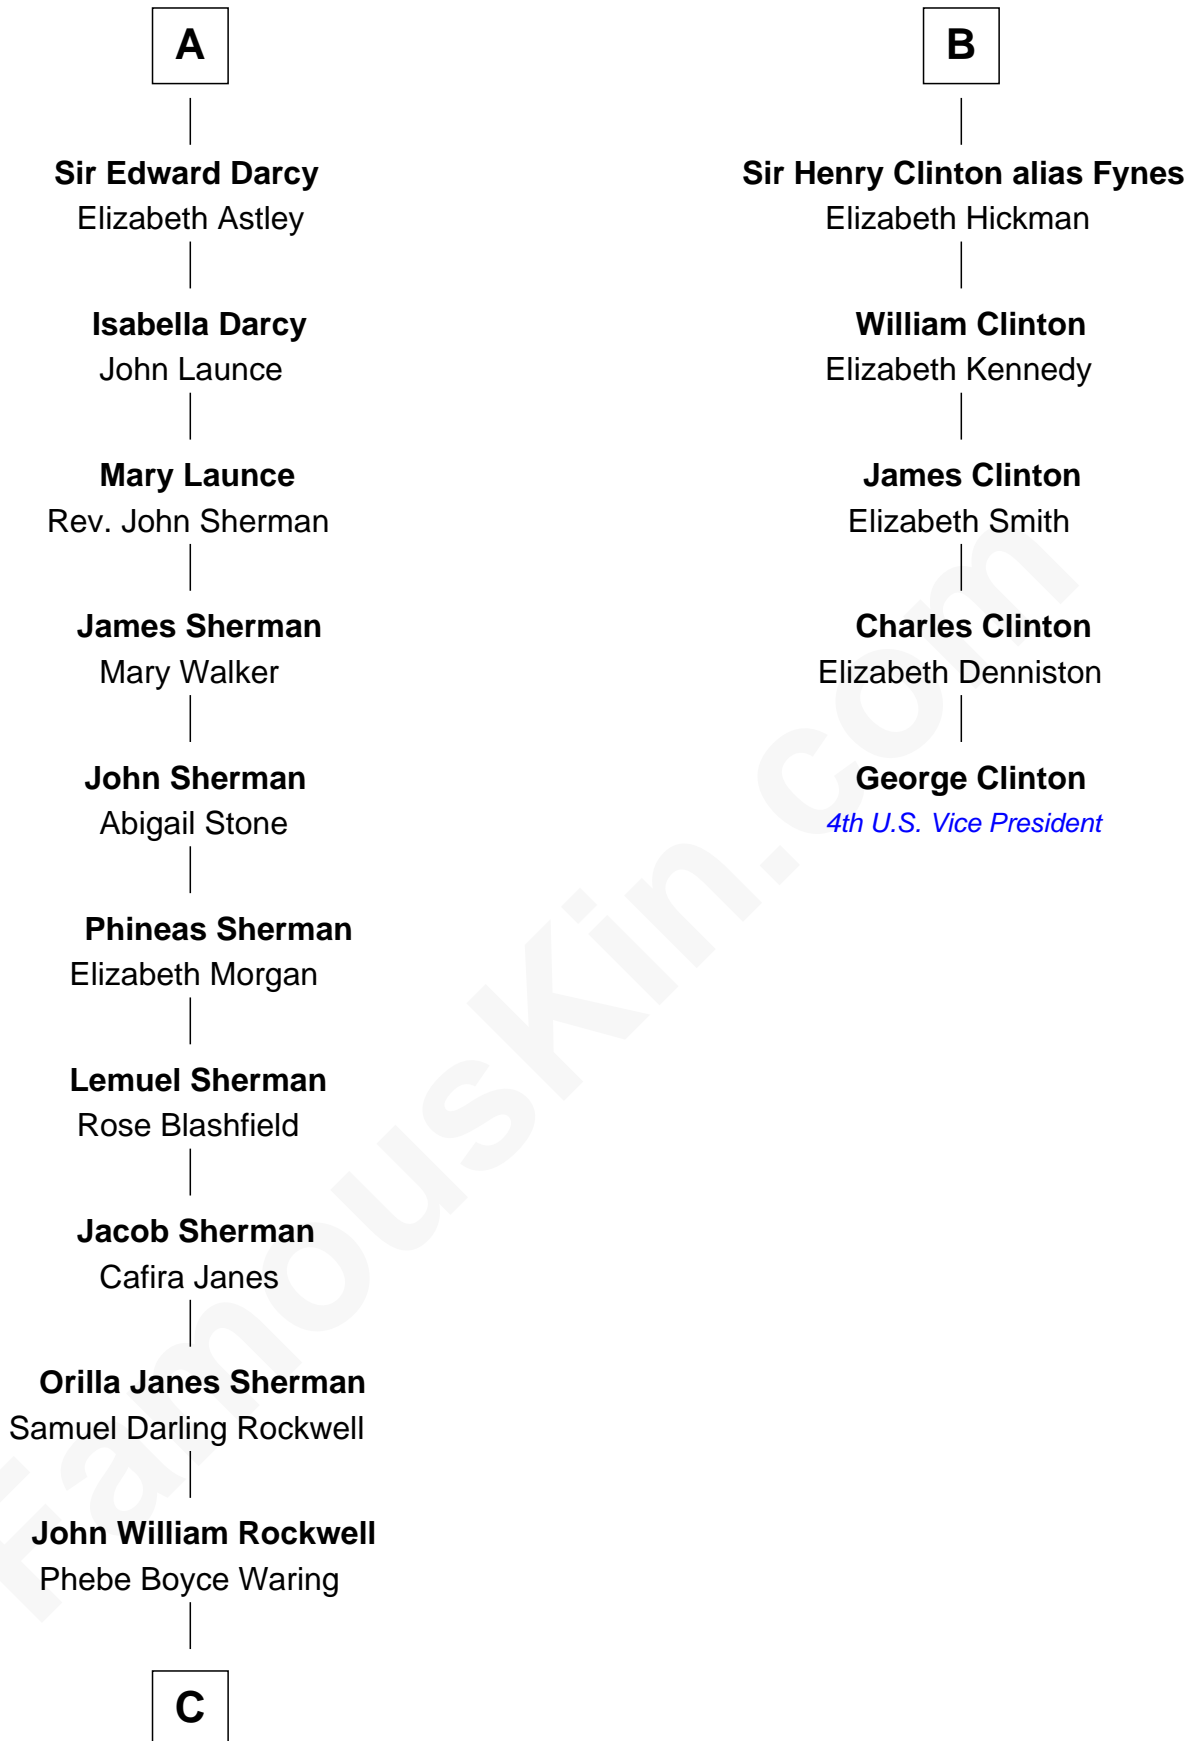 A
Sir Edward Darcy
Elizabeth Astley
Isabella Darcy
John Launce
Mary Launce
Rev. John Sherman
James Sherman
Mary Walker
John Sherman
Abigail Stone
Phineas Sherman
Elizabeth Morgan
Lemuel Sherman
Rose Blashfield
Jacob Sherman
Cafira Janes
Orilla Janes Sherman
Samuel Darling Rockwell
John William Rockwell
Phebe Boyce Waring
C
B
Sir Henry Clinton alias Fynes
Elizabeth Hickman
William Clinton
Elizabeth Kennedy
James Clinton
Elizabeth Smith
Charles Clinton
Elizabeth Denniston
George Clinton
4th U.S. Vice President
FamousKin.com